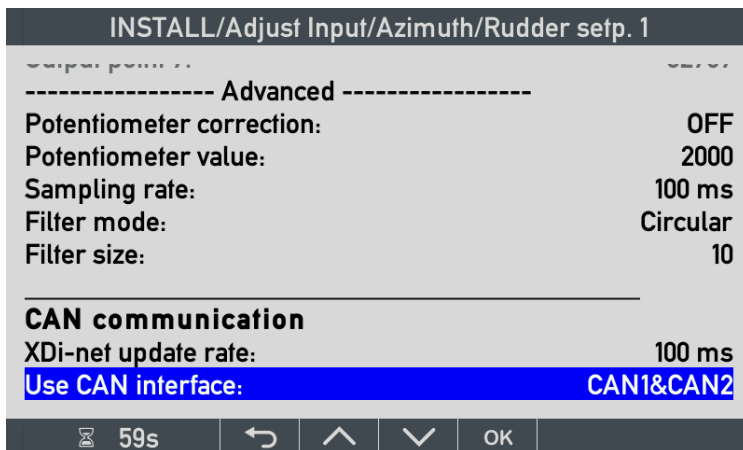 INSTALL/Adjust Input/Azimuth/Rudder setp. 1
---------------- Advanced ----------------
Potentiometer correction: OFF
Potentiometer value: 2000
Sampling rate: 100 ms
Filter mode: Circular
Filter size: 10
CAN communication
XDi-net update rate: 100 ms
Use CAN interface: CAN1&CAN2
59s OK